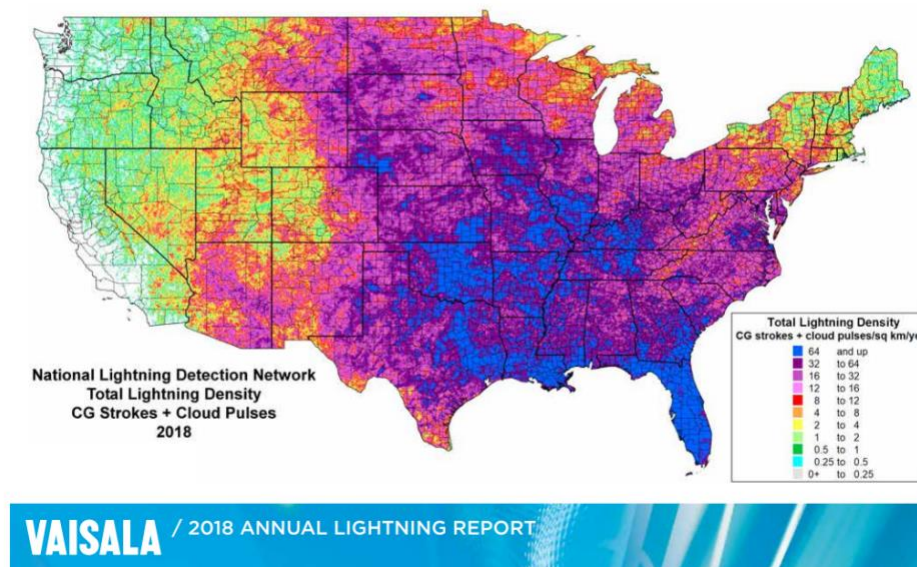 National Lightning Detection Network
Total Lightning Density
CG Strokes + Cloud Pulses
2018
Total Lightning Density
CG strokes + cloud pulses/sq km/ye
64 and up
32 to 64
16 to 32
12 to 16
8 to 12
4 to 8
2 to 4
1 to 2
0.5 to 1
0.25 to 0.5
0+ to 0.25
VAISALA / 2018 ANNUAL LIGHTNING REPORT